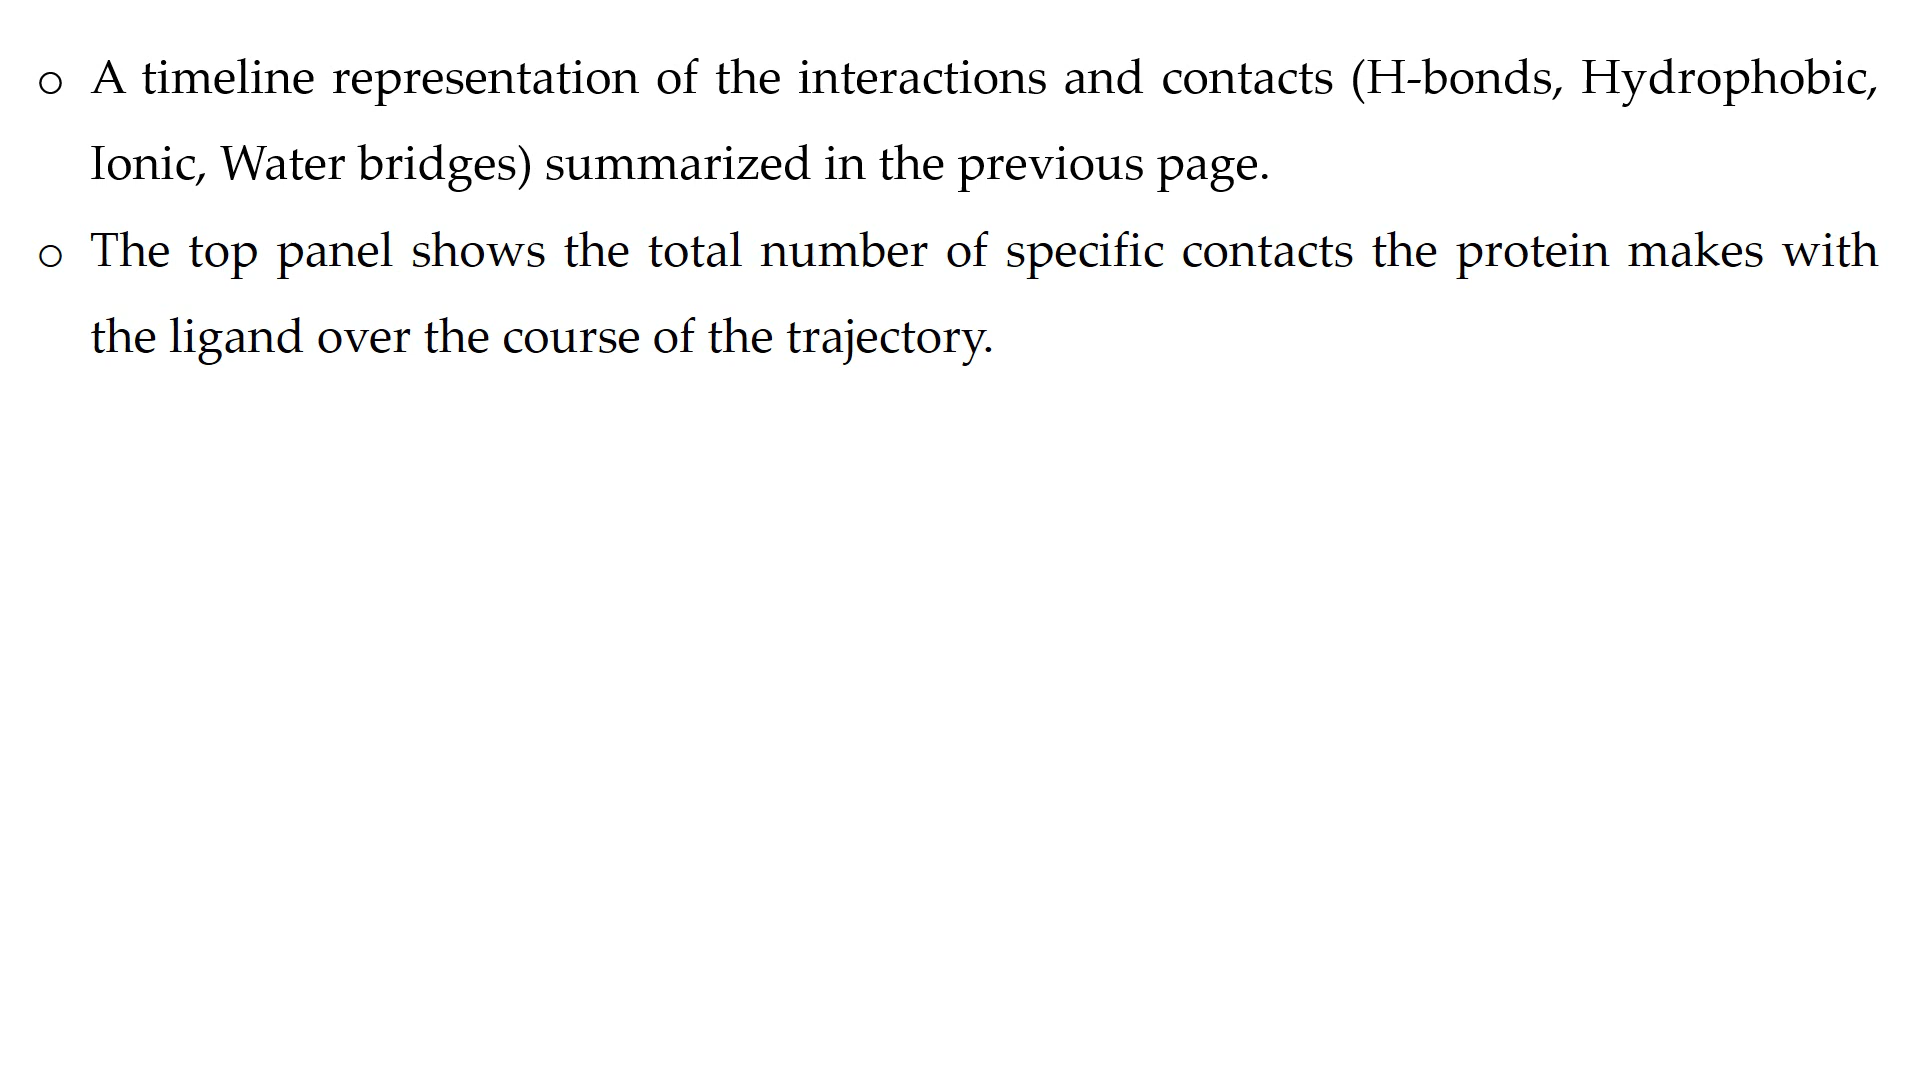 ○ A timeline representation of the interactions and contacts (H-bonds, Hydrophobic,
Ionic, Water bridges) summarized in the previous page.
○ The top panel shows the total number of specific contacts the protein makes with
the ligand over the course of the trajectory.